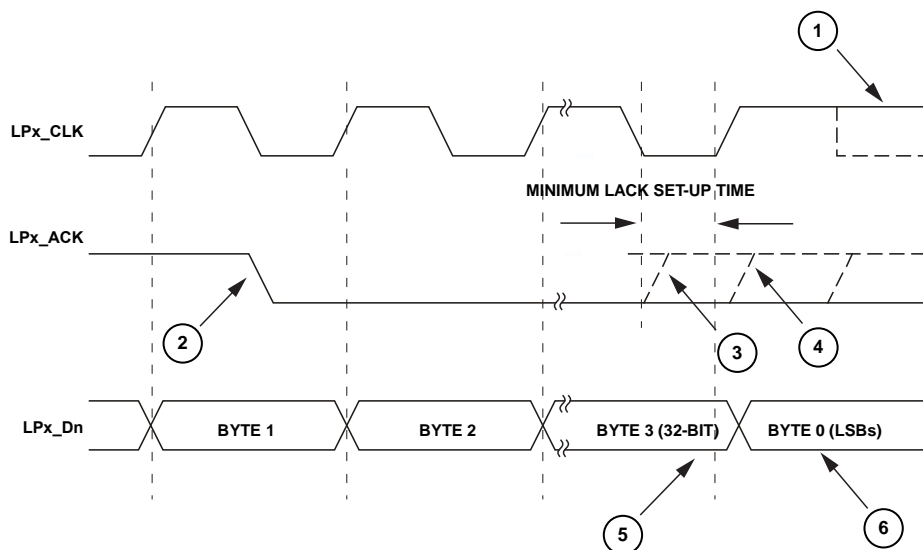 1
LPx_CLK
MINIMUM LACK SET-UP TIME
LPx_ACK
2
3
4
LPx_Dn
BYTE 1
BYTE 2
BYTE 3 (32-BIT)
BYTE 0 (LSBs)
5
6